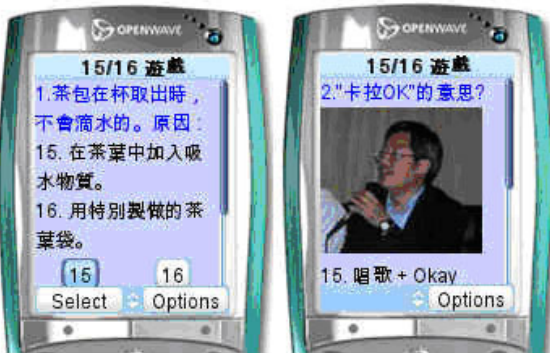 OPENWAVE
15/16 遊戲
1.茶包在杯取出時，
不會滴水的。原因：
15. 在茶葉中加入吸
水物質。
16. 用特別製做的茶
葉袋。
15 16
Select Options
OPENWAVE
15/16 遊戲
2."卡拉OK"的意思?
15. 唱歌 + Okay
Options